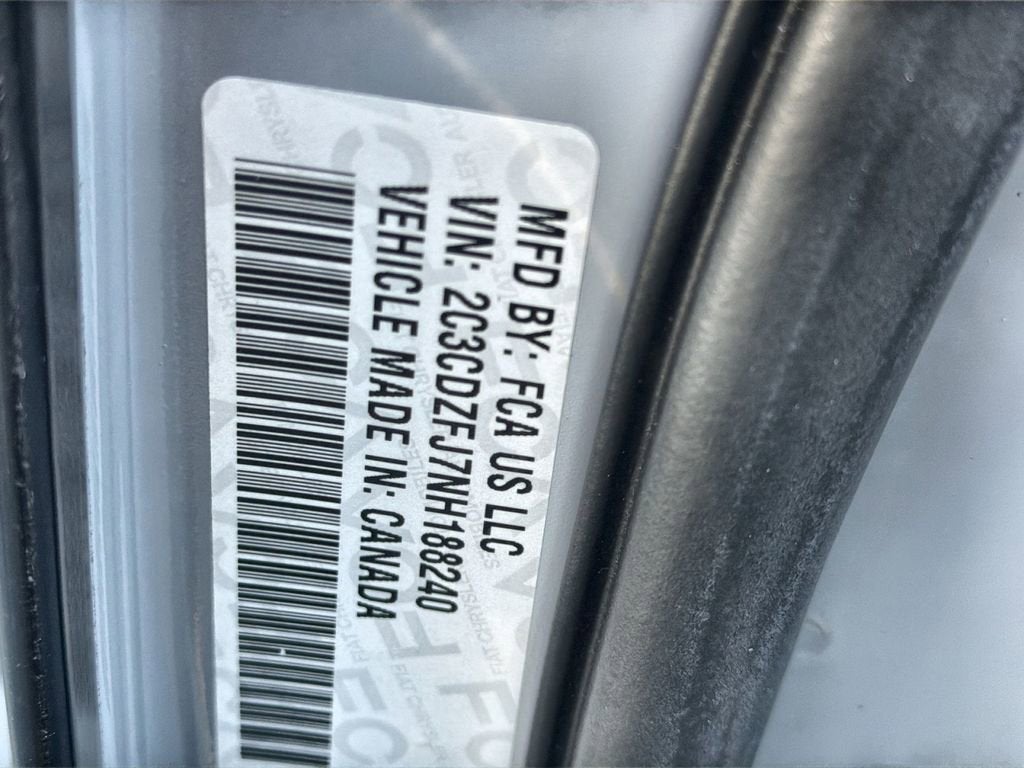 MFD BY: FCA US LLC
VIN: 2C3CDZFJ7NH188240
VEHICLE MADE IN: CANADA